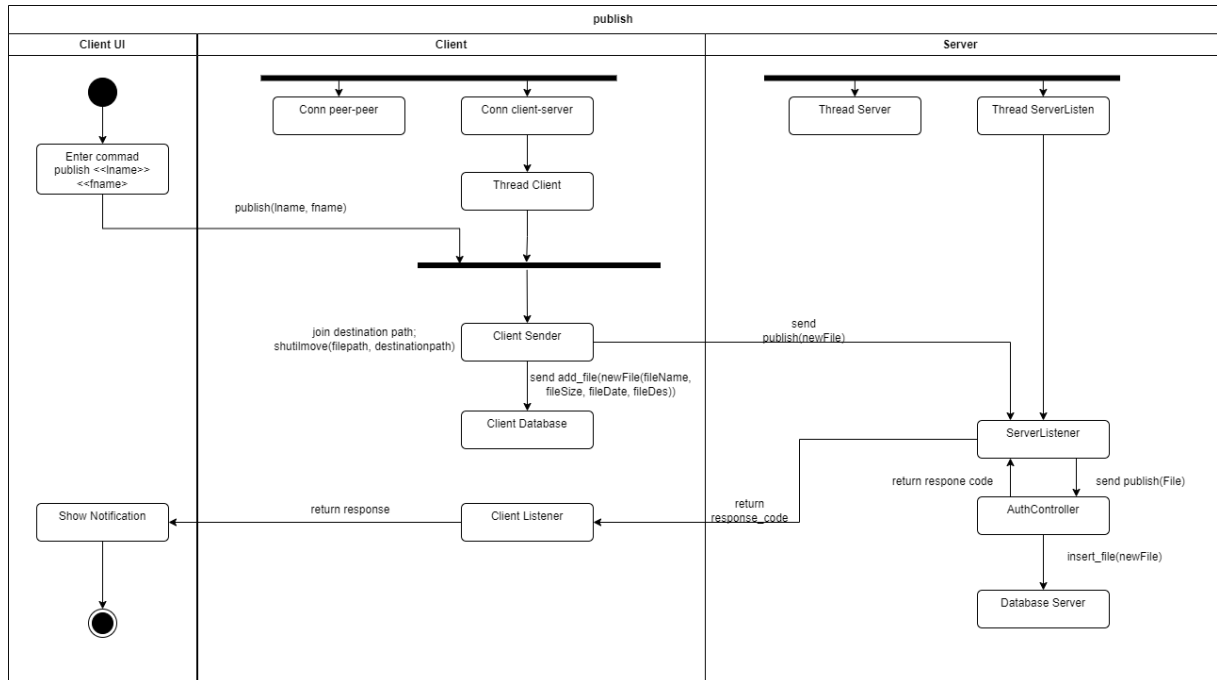 publish
Client UI
Client
Server
Conn peer-peer
Conn client-server
Thread Server
Thread ServerListen
Enter commad
publish <<lname>>
<<fname>
Thread Client
publish(lname, fname)
join destination path;
shutilmove(filepath, destinationpath)
Client Sender
send
publish(newFile)
send add_file(newFile(fileName,
fileSize, fileDate, fileDes))
Client Database
ServerListener
return respone code
send publish(File)
Show Notification
return response
Client Listener
return
response_code
AuthController
insert_file(newFile)
Database Server